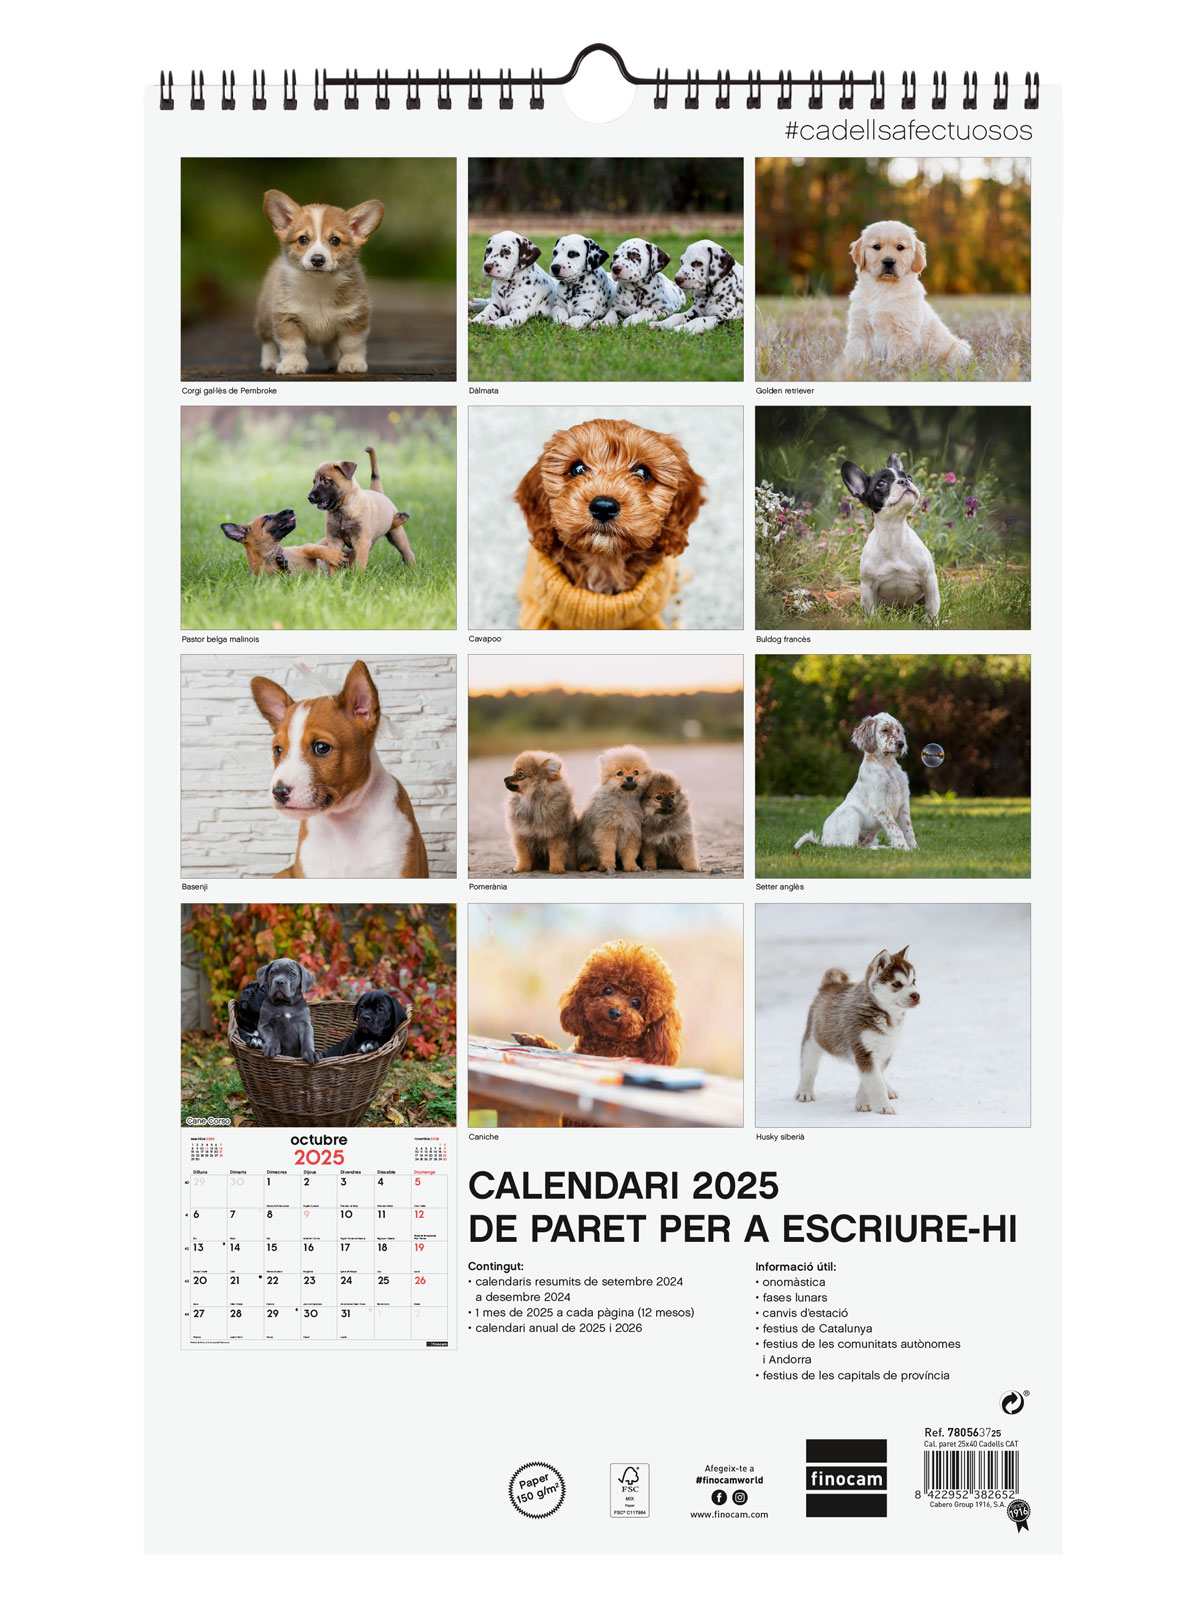 #cadellsafectuosos
Corgi gal·lès de Pembroke
Dàlmata
Golden retriever
Pastor belga malinois
Cavapoo
Buldog francès
Basenji
Pomerània
Setter anglès
Cane Corso
Caniche
Husky siberià
setembre 2025
octubre
2025
novembre 2025
Dilluns Dimarts Dimecres Dijous Divendres Dissabte Diumenge
40 29 30 1 2 3 4 5
41 6 7 8 9 10 11 12
42 13 14 15 16 17 18 19
43 20 21 22 23 24 25 26
44 27 28 29 30 31 1 2
finocam
CALENDARI 2025
DE PARET PER A ESCRIURE-HI
Contingut:
• calendaris resumits de setembre 2024
a desembre 2024
• 1 mes de 2025 a cada pàgina (12 mesos)
• calendari anual de 2025 i 2026
Informació útil:
• onomàstica
• fases lunars
• canvis d'estació
• festius de Catalunya
• festius de les comunitats autònomes
i Andorra
• festius de les capitals de província
®
Ref. 780563725
Cal. paret 25x40 Cadells CAT
8 422952 382652
Cabero Group 1916, S.A.
1916
Paper
150 g/m²
FSC
MIX
Paper
FSC® C117984
Afegeix-te a
#finocamworld
www.finocam.com
finocam